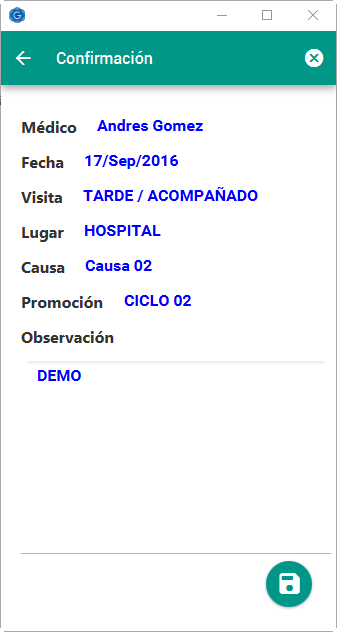 Confirmación
Médico Andres Gomez
Fecha 17/Sep/2016
Visita TARDE / ACOMPAÑADO
Lugar HOSPITAL
Causa Causa 02
Promoción CICLO 02
Observación
DEMO